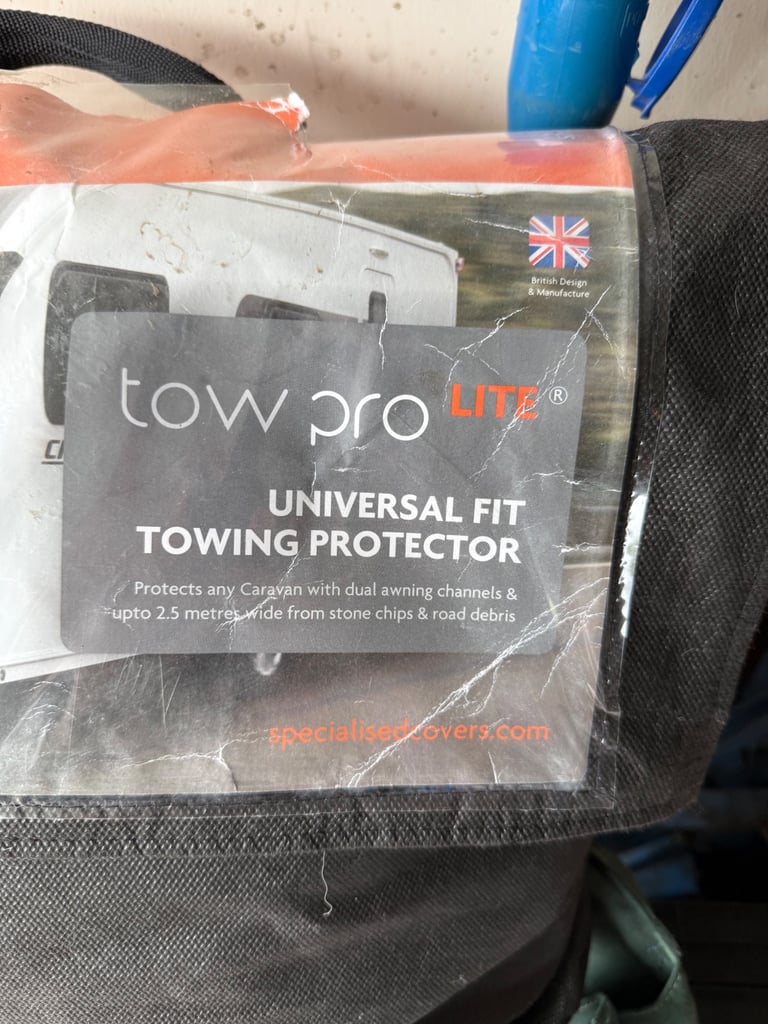 British Design
& Manufacture
tow pro LITE®
UNIVERSAL FIT
TOWING PROTECTOR
Protects any Caravan with dual awning channels &
upto 2.5 metres wide from stone chips & road debris
specialisedcovers.com